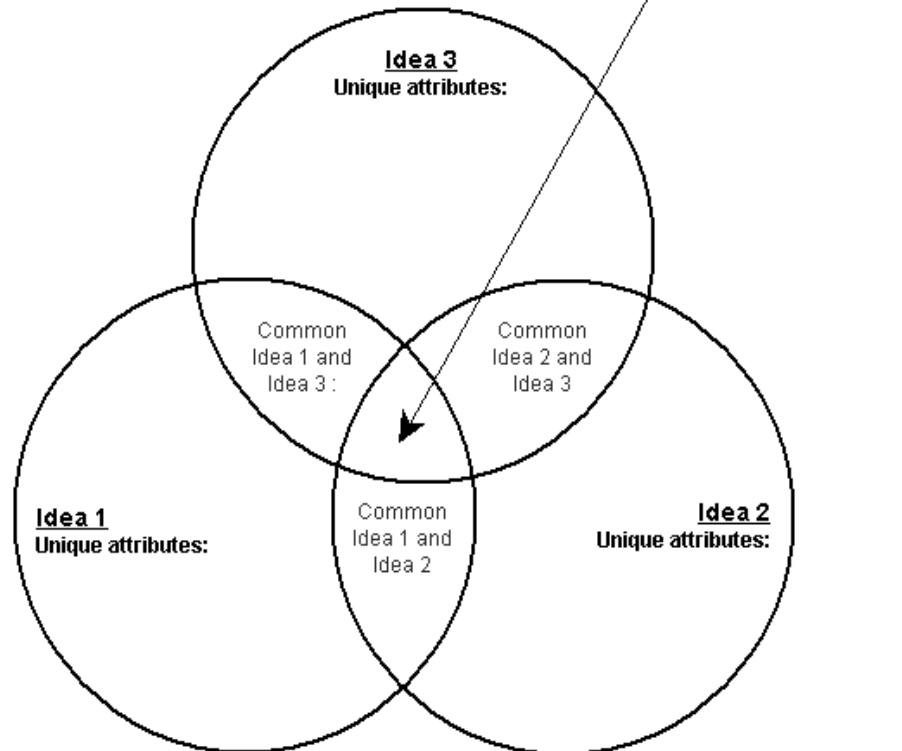 Idea 3
Unique attributes:
Common
Idea 1 and
Idea 3 :
Common
Idea 2 and
Idea 3
Idea 1
Unique attributes:
Common
Idea 1 and
Idea 2
Idea 2
Unique attributes: